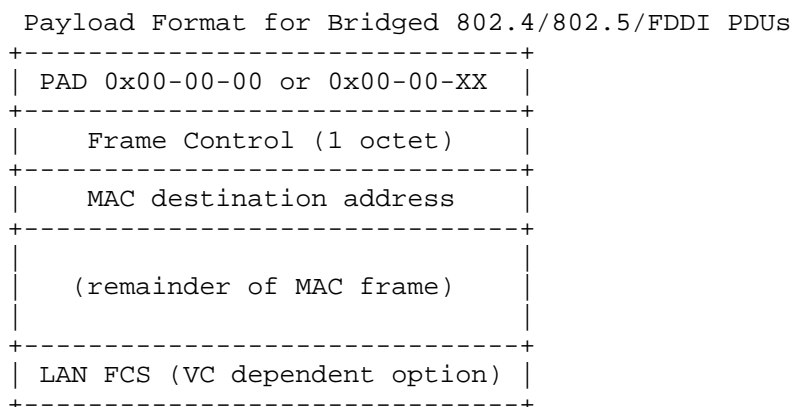 Payload Format for Bridged 802.4/802.5/FDDI PDUs
+-------------------------------+
| PAD 0x00-00-00 or 0x00-00-XX  |
+-------------------------------+
|    Frame Control (1 octet)    |
+-------------------------------+
|    MAC destination address    |
+-------------------------------+
|                               |
|   (remainder of MAC frame)    |
|                               |
+-------------------------------+
| LAN FCS (VC dependent option) |
+-------------------------------+